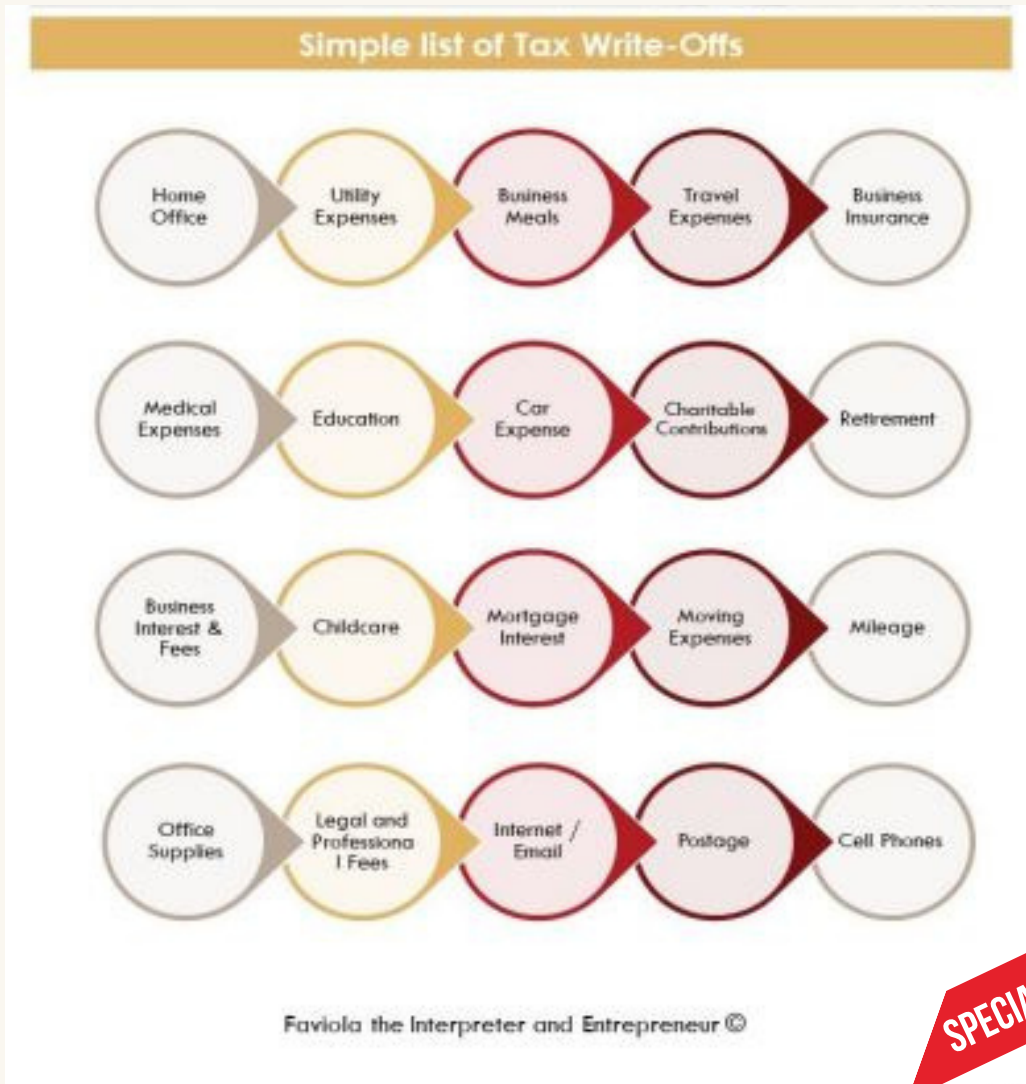 Simple list of Tax Write-Offs
Home
Office
Utility
Expenses
Business
Meals
Travel
Expenses
Business
Insurance
Medical
Expenses
Education
Car
Expense
Charitable
Contributions
Retirement
Business
Interest &
Fees
Childcare
Mortgage
Interest
Moving
Expenses
Mileage
Office
Supplies
Legal and
Professiona
l Fees
Internet /
Email
Postage
Cell Phones
Faviola the Interpreter and Entrepreneur ©